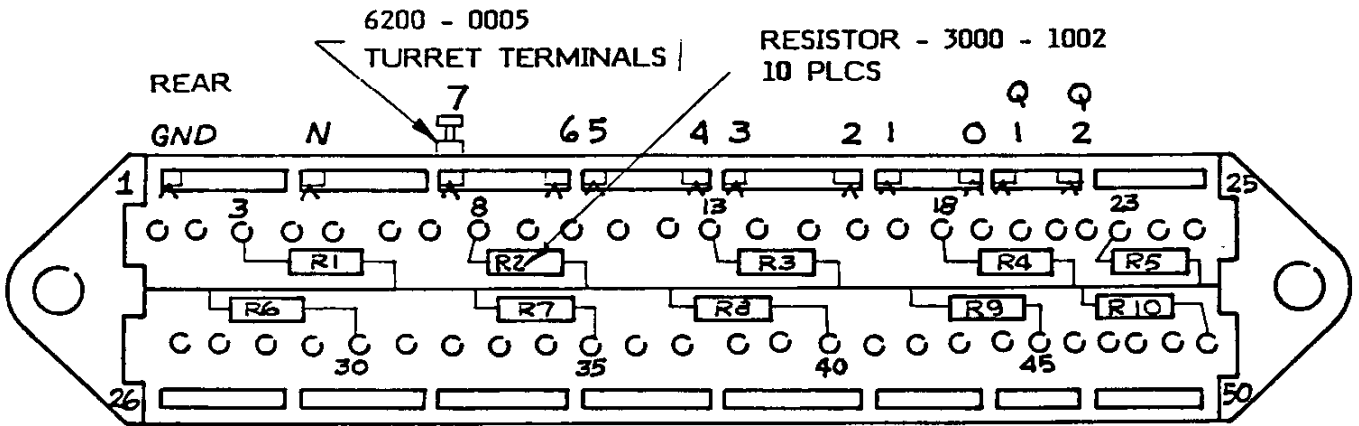 6200 - 0005
TURRET TERMINALS
RESISTOR - 3000 - 1002
10 PLCS
REAR
7
Q Q
GND N 6 5 4 3 2 1 0 1 2
1 25
3 8 13 18 23
R1 R2 R3 R4 R5
R6 R7 R8 R9 R10
30 35 40 45
26 50